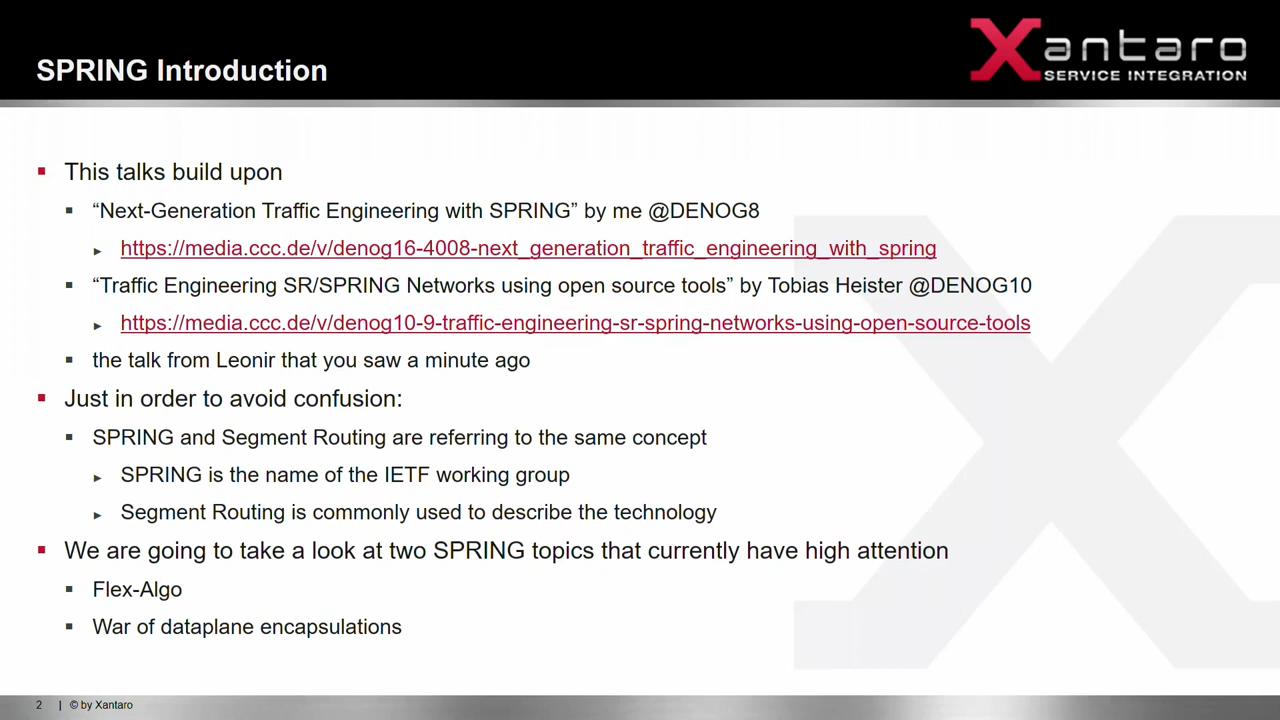 SPRING Introduction
Xantaro
SERVICE INTEGRATION
This talks build upon
“Next-Generation Traffic Engineering with SPRING” by me @DENOG8
https://media.ccc.de/v/denog16-4008-next_generation_traffic_engineering_with_spring
“Traffic Engineering SR/SPRING Networks using open source tools” by Tobias Heister @DENOG10
https://media.ccc.de/v/denog10-9-traffic-engineering-sr-spring-networks-using-open-source-tools
the talk from Leonir that you saw a minute ago
Just in order to avoid confusion:
SPRING and Segment Routing are referring to the same concept
SPRING is the name of the IETF working group
Segment Routing is commonly used to describe the technology
We are going to take a look at two SPRING topics that currently have high attention
Flex-Algo
War of dataplane encapsulations
2 | © by Xantaro